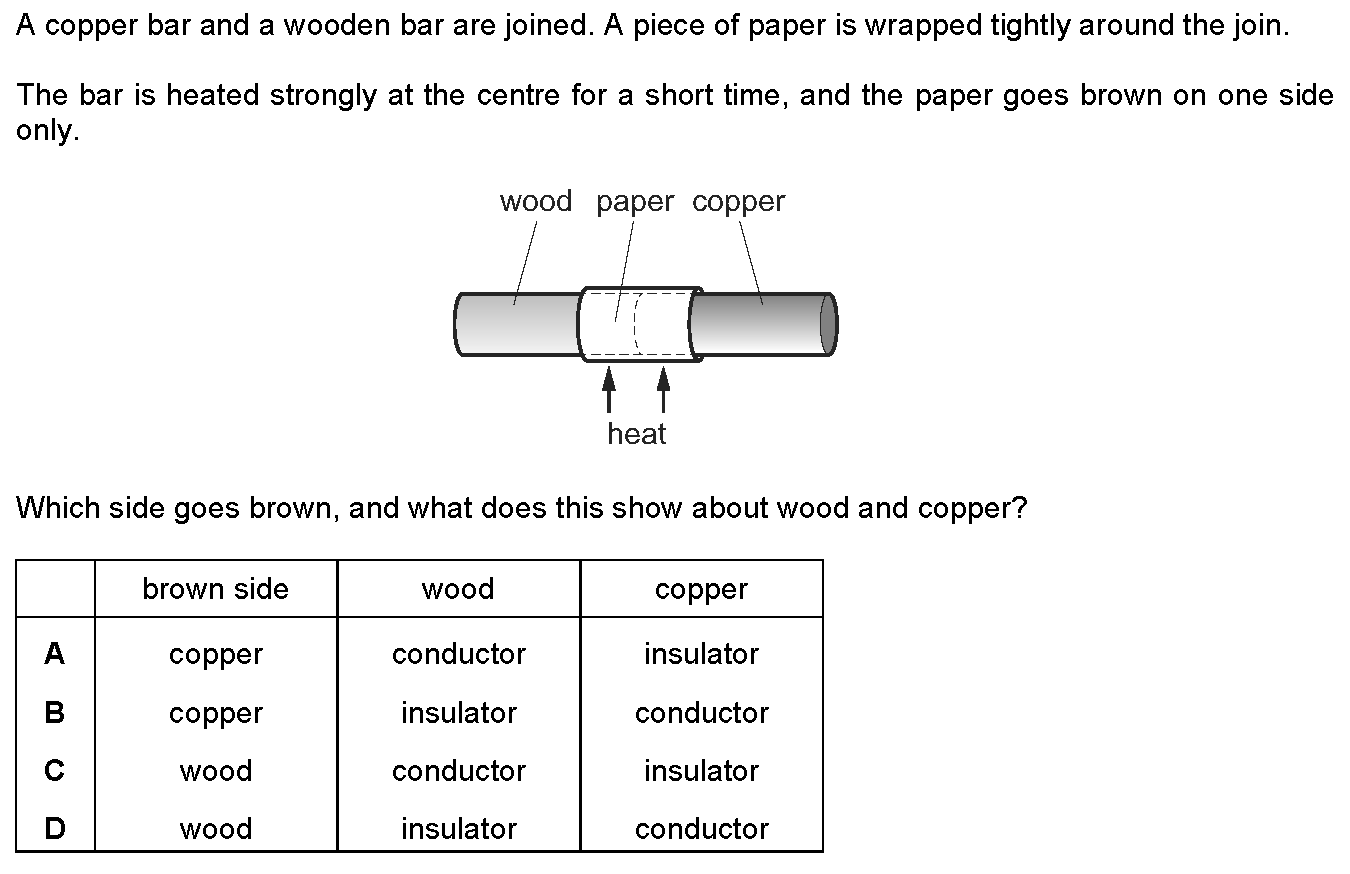 A copper bar and a wooden bar are joined. A piece of paper is wrapped tightly around the join.
The bar is heated strongly at the centre for a short time, and the paper goes brown on one side
only.
wood paper copper
heat
Which side goes brown, and what does this show about wood and copper?
brown side wood copper
A copper conductor insulator
B copper insulator conductor
C wood conductor insulator
D wood insulator conductor